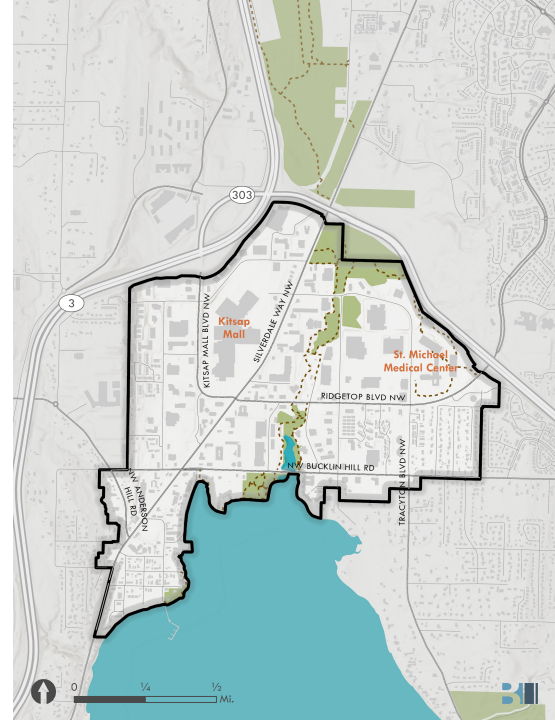 303
3
KITSAP MALL BLVD NW
SILVERDALE WAY NW
Kitsap
Mall
St. Michael
Medical Center
RIDGETOP BLVD NW
NW BUCKLIN HILL RD
TRACYTON BLVD NW
NW ANDERSON
HILL RD
0
1/4
1/2
Mi.